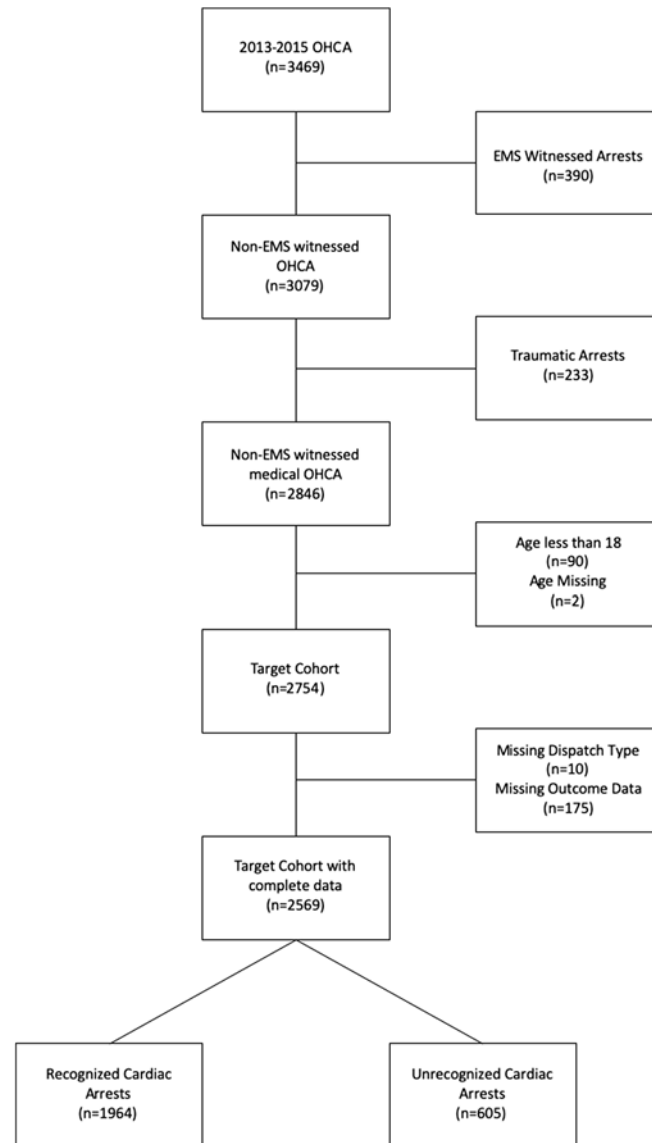 2013-2015 OHCA
(n=3469)
EMS Witnessed Arrests
(n=390)
Non-EMS witnessed
OHCA
(n=3079)
Traumatic Arrests
(n=233)
Non-EMS witnessed
medical OHCA
(n=2846)
Age less than 18
(n=90)
Age Missing
(n=2)
Target Cohort
(n=2754)
Missing Dispatch Type
(n=10)
Missing Outcome Data
(n=175)
Target Cohort with
complete data
(n=2569)
Recognized Cardiac
Arrests
(n=1964)
Unrecognized Cardiac
Arrests
(n=605)